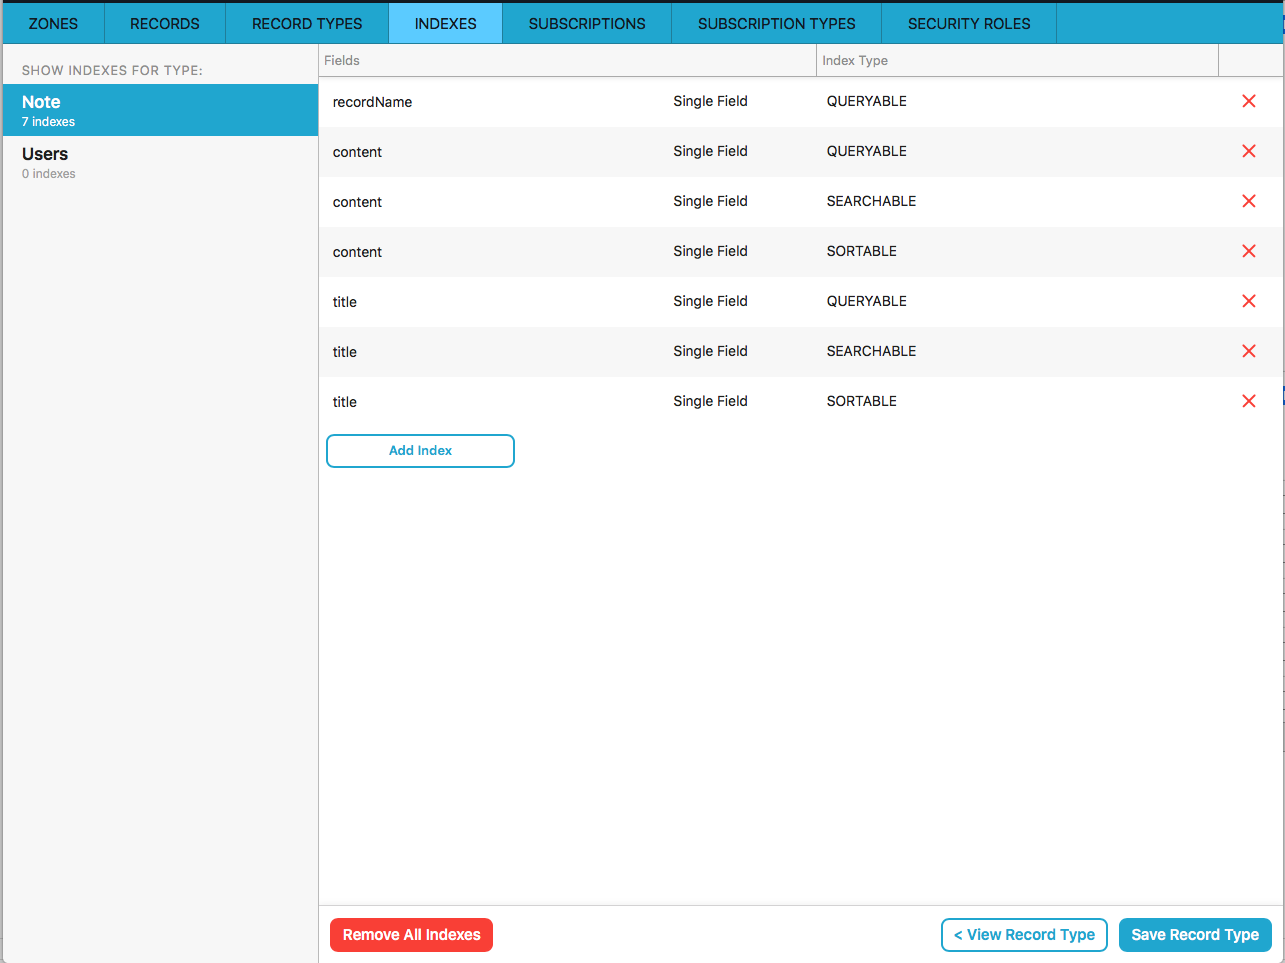 ZONES RECORDS RECORD TYPES INDEXES SUBSCRIPTIONS SUBSCRIPTION TYPES SECURITY ROLES
SHOW INDEXES FOR TYPE:
Note
7 indexes
Users
0 indexes
Fields Index Type
recordName Single Field QUERYABLE
content Single Field QUERYABLE
content Single Field SEARCHABLE
content Single Field SORTABLE
title Single Field QUERYABLE
title Single Field SEARCHABLE
title Single Field SORTABLE
Add Index
Remove All Indexes < View Record Type Save Record Type